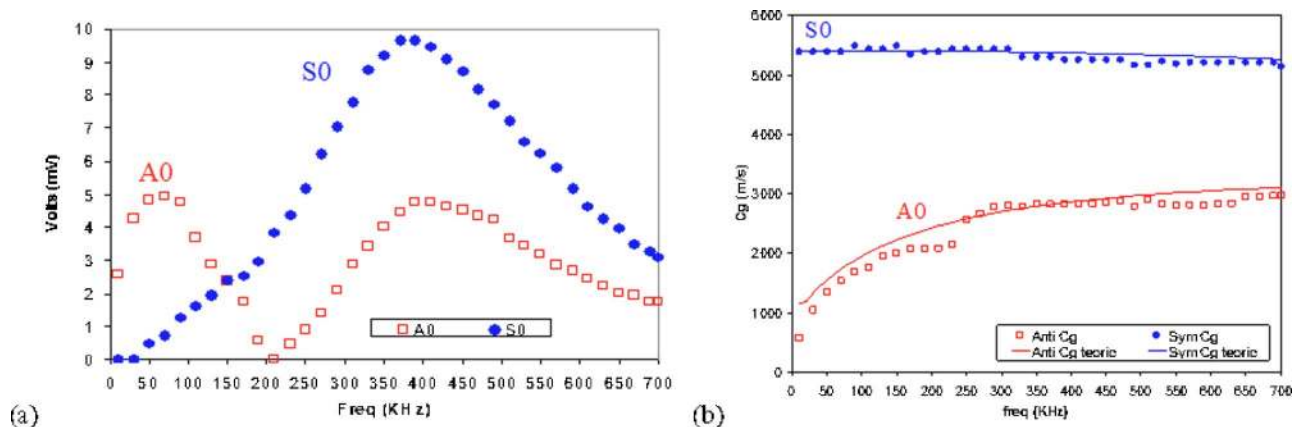 10
9
8
7
6
5
4
3
2
1
0
Volts (mV)
S0
A0
A0 S0
0 50 100 150 200 250 300 350 400 450 500 550 600 650 700
Freq (KHz)
(a)
6000
5000
4000
3000
2000
1000
0
Cg (m/s)
S0
A0
Anti Cg Sym Cg
Anti Cg teoric Sym Cg teoric
0 50 100 150 200 250 300 350 400 450 500 550 600 650 700
freq {KHz}
(b)